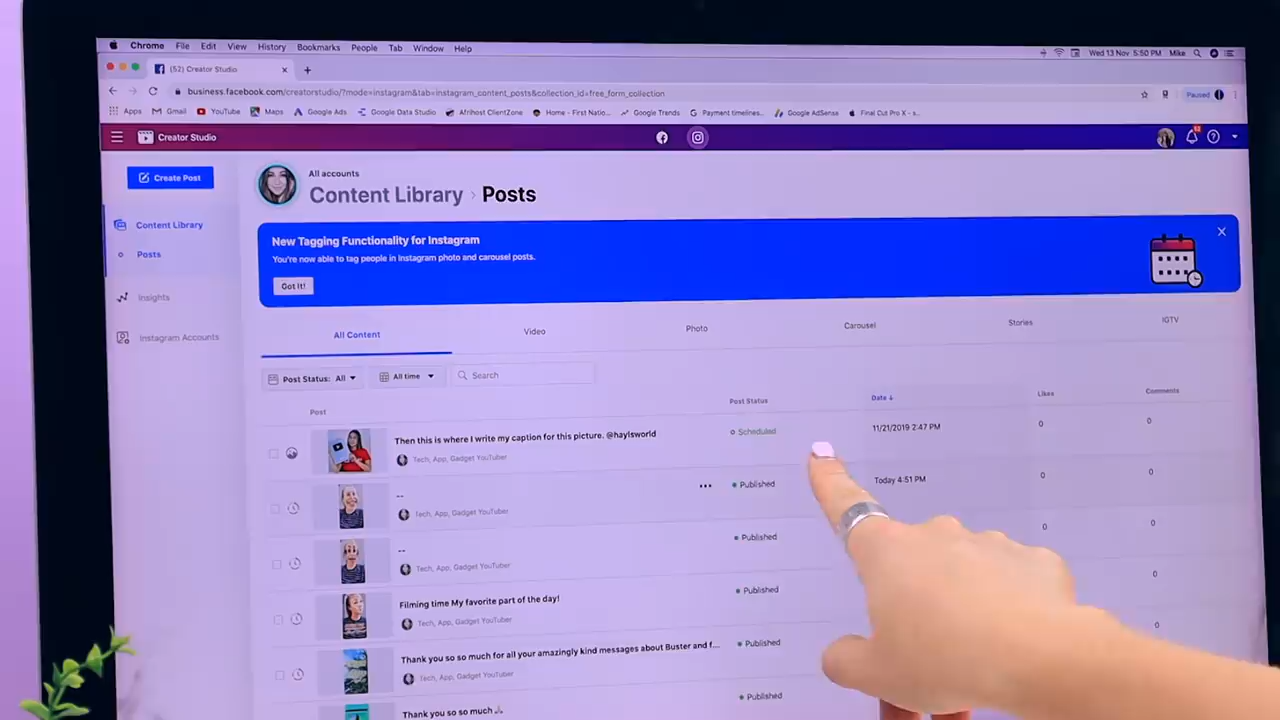 Chrome File Edit View History Bookmarks People Tab Window Help Wed 13 Nov 5:50 PM Mike
(52) Creator Studio
business.facebook.com/creatorstudio/?mode=instagram&tab=instagram_content_posts&collection_id=free_form_collection Paused
Apps Gmail YouTube Maps Google Ads Google Data Studio Afrihost ClientZone Home - First Natio... Google Trends Payment timelines... Google AdSense Final Cut Pro X - s...
Creator Studio
Create Post
Content Library
Posts
Insights
Instagram Accounts
All accounts
Content Library > Posts
New Tagging Functionality for Instagram
You're now able to tag people in Instagram photo and carousel posts.
Got It!
All Content Video Photo Carousel Stories IGTV
Post Status: All All time Search
Post Post Status Date ↓ Likes Comments
Then this is where I write my caption for this picture. @haylsworld Scheduled 11/21/2019 2:47 PM 0 0
Tech, App, Gadget YouTuber
-- ... Published Today 4:51 PM 0 0
Tech, App, Gadget YouTuber
-- Published 0 0
Tech, App, Gadget YouTuber
Filming time My favorite part of the day! Published 0
Tech, App, Gadget YouTuber
Thank you so so much for all your amazingly kind messages about Buster and f... Published 0
Tech, App, Gadget YouTuber
Thank you so so much 🙏 Published